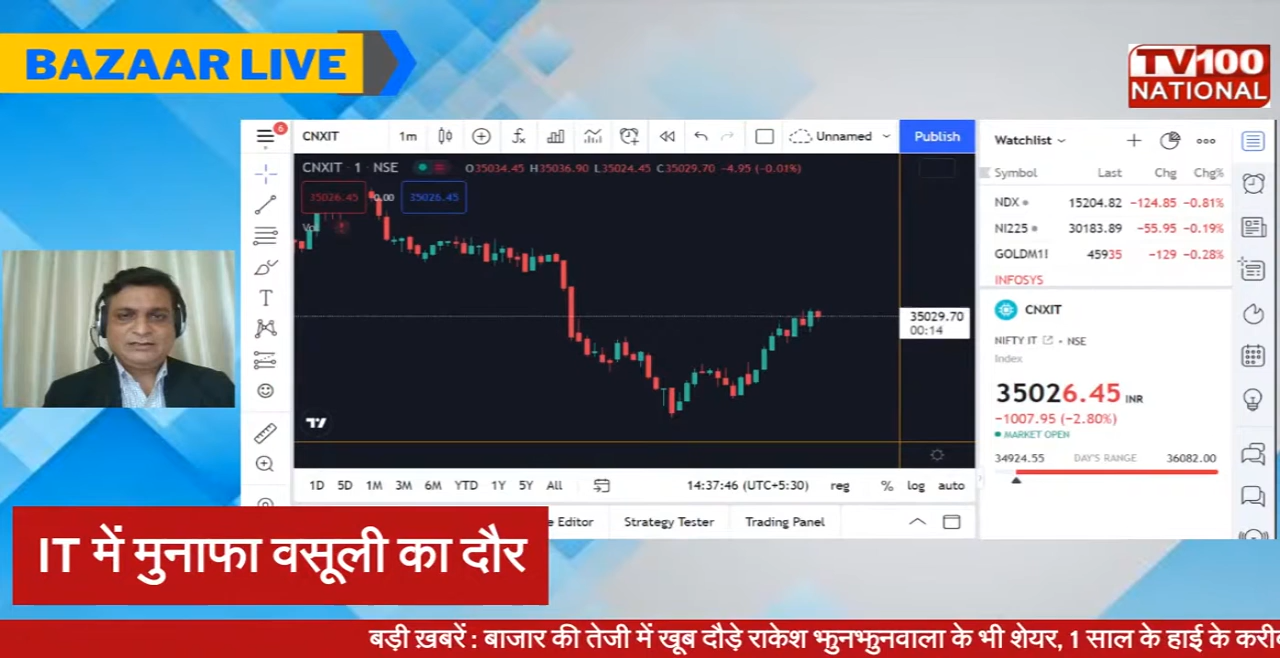 BAZAAR LIVE
TV100
NATIONAL
6
CNXIT 1m Unnamed Publish
CNXIT · 1 · NSE O35034.45 H35036.90 L35024.45 C35029.70 −4.95 (−0.01%)
35026.45 0.00 35026.45
Vol
35029.70
00:14
1D 5D 1M 3M 6M YTD 1Y 5Y All 14:37:46 (UTC+5:30) reg % log auto
e Editor Strategy Tester Trading Panel
Watchlist
Symbol Last Chg Chg%
NDX 15204.82 −124.85 −0.81%
NI225 30183.89 −55.95 −0.19%
GOLDM1! 45935 −129 −0.28%
INFOSYS
CNXIT
NIFTY IT · NSE
Index
35026.45 INR
−1007.95 (−2.80%)
MARKET OPEN
34924.55 DAY'S RANGE 36082.00
IT में मुनाफा वसूली का दौर
बड़ी ख़बरें : बाजार की तेजी में खूब दौड़े राकेश झुनझुनवाला के भी शेयर, 1 साल के हाई के करीब